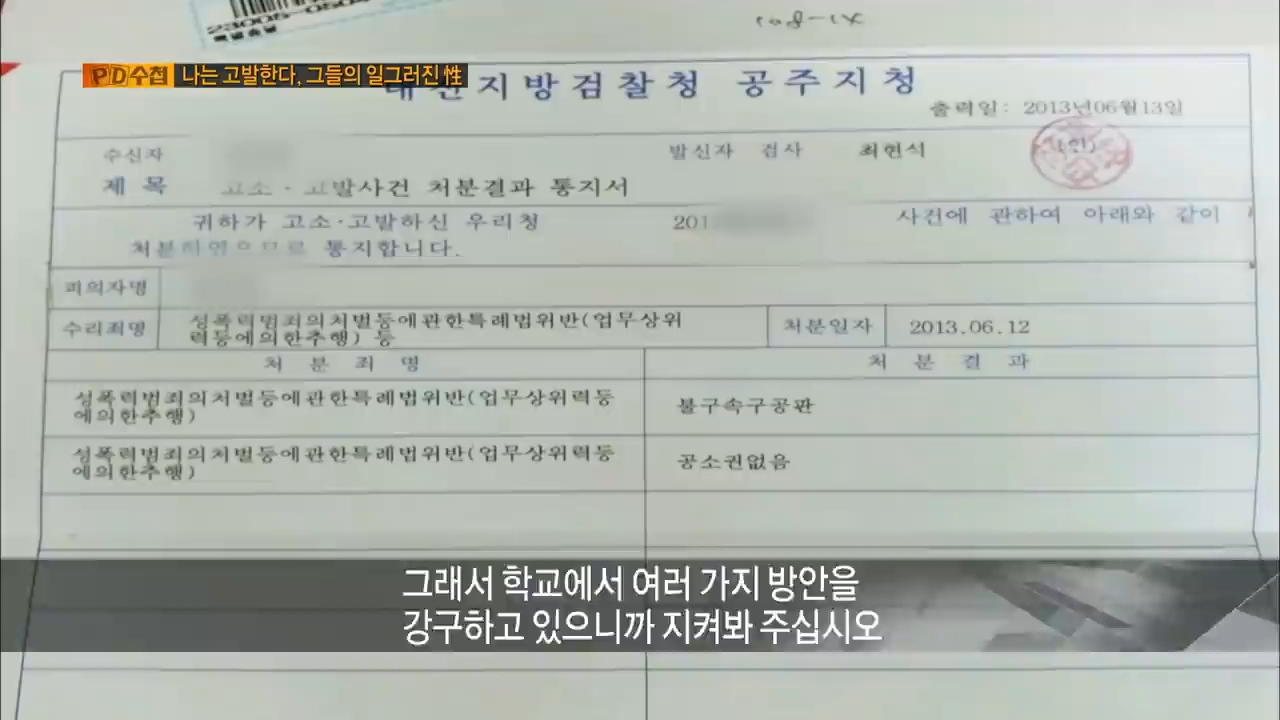 23005-0504
PD수첩 나는 고발한다, 그들의 일그러진 性
지방검찰청 공주지청
출력일: 2013년06월13일
수신자
발신자 검사 최현식
제 목 고소·고발사건 처분결과 통지서
귀하가 고소·고발하신 우리청 201 사건에 관하여 아래와 같이
처분하였으므로 통지합니다.
피의자명
수리죄명 성폭력범죄의처벌등에관한특례법위반(업무상위
력등에의한추행) 등
처분일자 2013.06.12
처 분 죄 명 처 분 결 과
성폭력범죄의처벌등에관한특례법위반(업무상위력등
에의한추행)
불구속구공판
성폭력범죄의처벌등에관한특례법위반(업무상위력등
에의한추행)
공소권없음
그래서 학교에서 여러 가지 방안을
강구하고 있으니까 지켜봐 주십시오